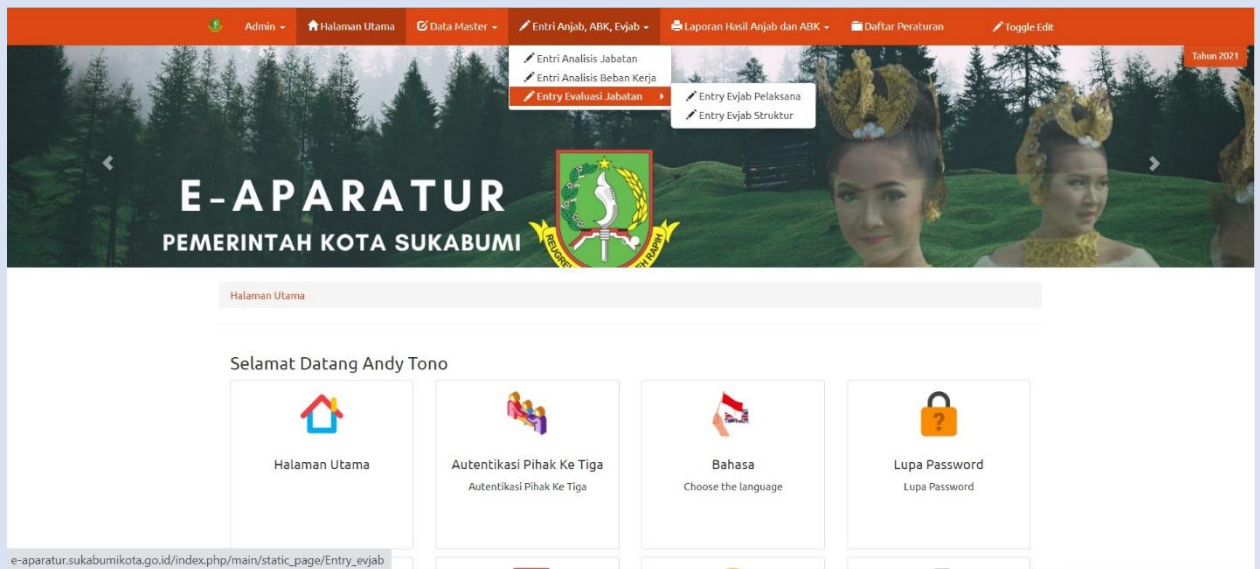 Admin
Halaman Utama
Data Master
Entri Anjab, ABK, Evjab
Laporan Hasil Anjab dan ABK
Daftar Peraturan
Toggle Edit
Tahun 2021
Entri Analisis Jabatan
Entri Analisis Beban Kerja
Entry Evaluasi Jabatan
Entry Evjab Pelaksana
Entry Evjab Struktur
E-APARATUR
PEMERINTAH KOTA SUKABUMI
Halaman Utama
Selamat Datang Andy Tono
Halaman Utama
Autentikasi Pihak Ke Tiga
Autentikasi Pihak Ke Tiga
Bahasa
Choose the language
Lupa Password
Lupa Password
e-aparatur.sukabumikota.go.id/index.php/main/static_page/Entry_evjab